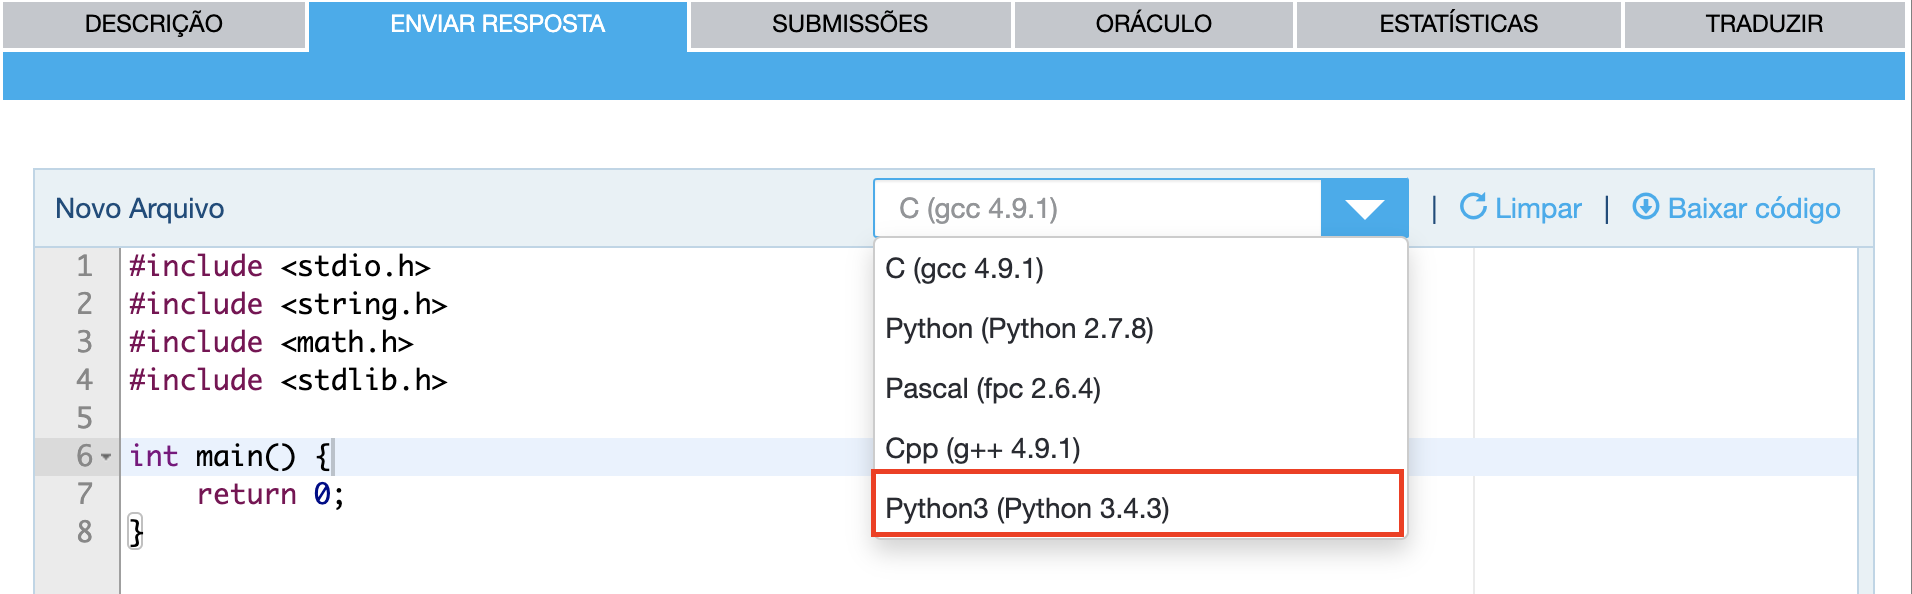 DESCRIÇÃO ENVIAR RESPOSTA SUBMISSÕES ORÁCULO ESTATÍSTICAS TRADUZIR
Novo Arquivo C (gcc 4.9.1) | Limpar | Baixar código
1 #include <stdio.h>
2 #include <string.h>
3 #include <math.h>
4 #include <stdlib.h>
5
6 int main() {
7 return 0;
8 }
C (gcc 4.9.1)
Python (Python 2.7.8)
Pascal (fpc 2.6.4)
Cpp (g++ 4.9.1)
Python3 (Python 3.4.3)